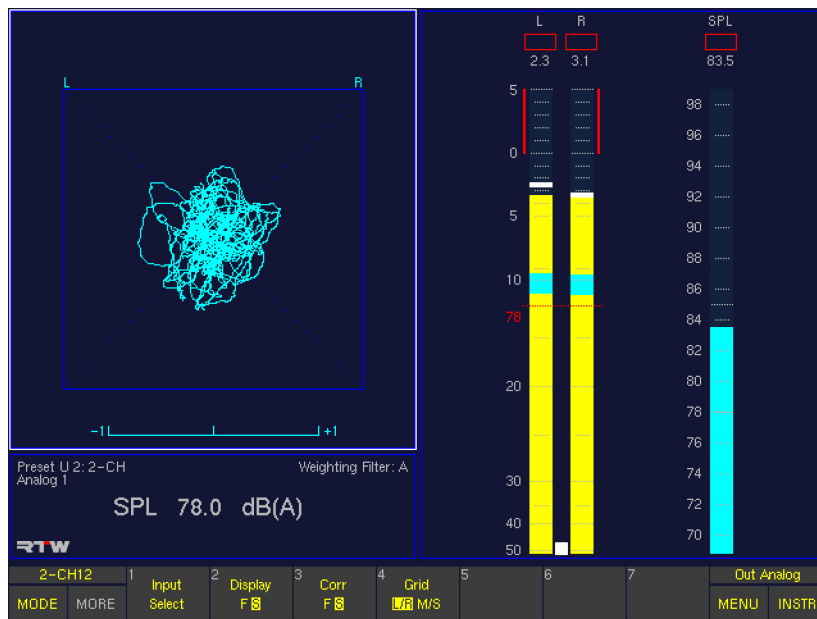 L R SPL
2.3 3.1 83.5
L R
5
0
5
10
78
20
30
40
50
98
96
94
92
90
88
86
84
82
80
78
76
74
72
70
-1 +1
Preset U 2: 2-CH Weighting Filter: A
Analog 1
SPL 78.0 dB(A)
RTW
2-CH12 1 Input 2 Display 3 Corr 4 Grid 5 6 7 Out Analog
MODE MORE Select F S F S L/R M/S MENU INSTR